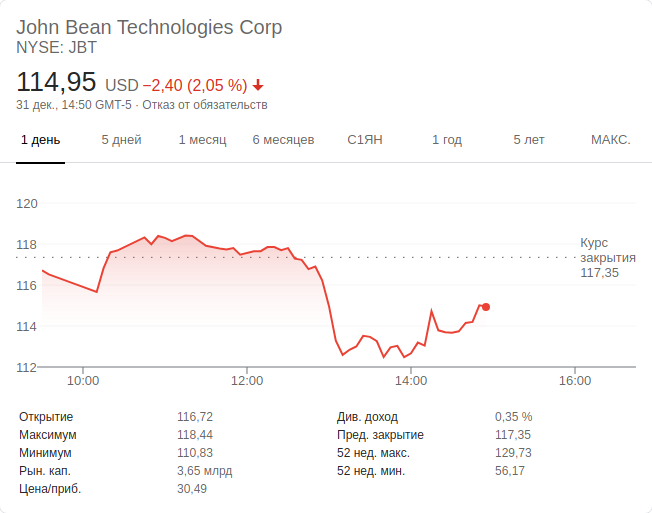 John Bean Technologies Corp
NYSE: JBT
114,95 USD −2,40 (2,05 %)
31 дек., 14:50 GMT-5 · Отказ от обязательств
1 день 5 дней 1 месяц 6 месяцев С1ЯН 1 год 5 лет МАКС.
120
118
116
114
112
Курс
закрытия
117,35
10:00 12:00 14:00 16:00
Открытие 116,72 Див. доход 0,35 %
Максимум 118,44 Пред. закрытие 117,35
Минимум 110,83 52 нед. макс. 129,73
Рын. кап. 3,65 млрд 52 нед. мин. 56,17
Цена/приб. 30,49